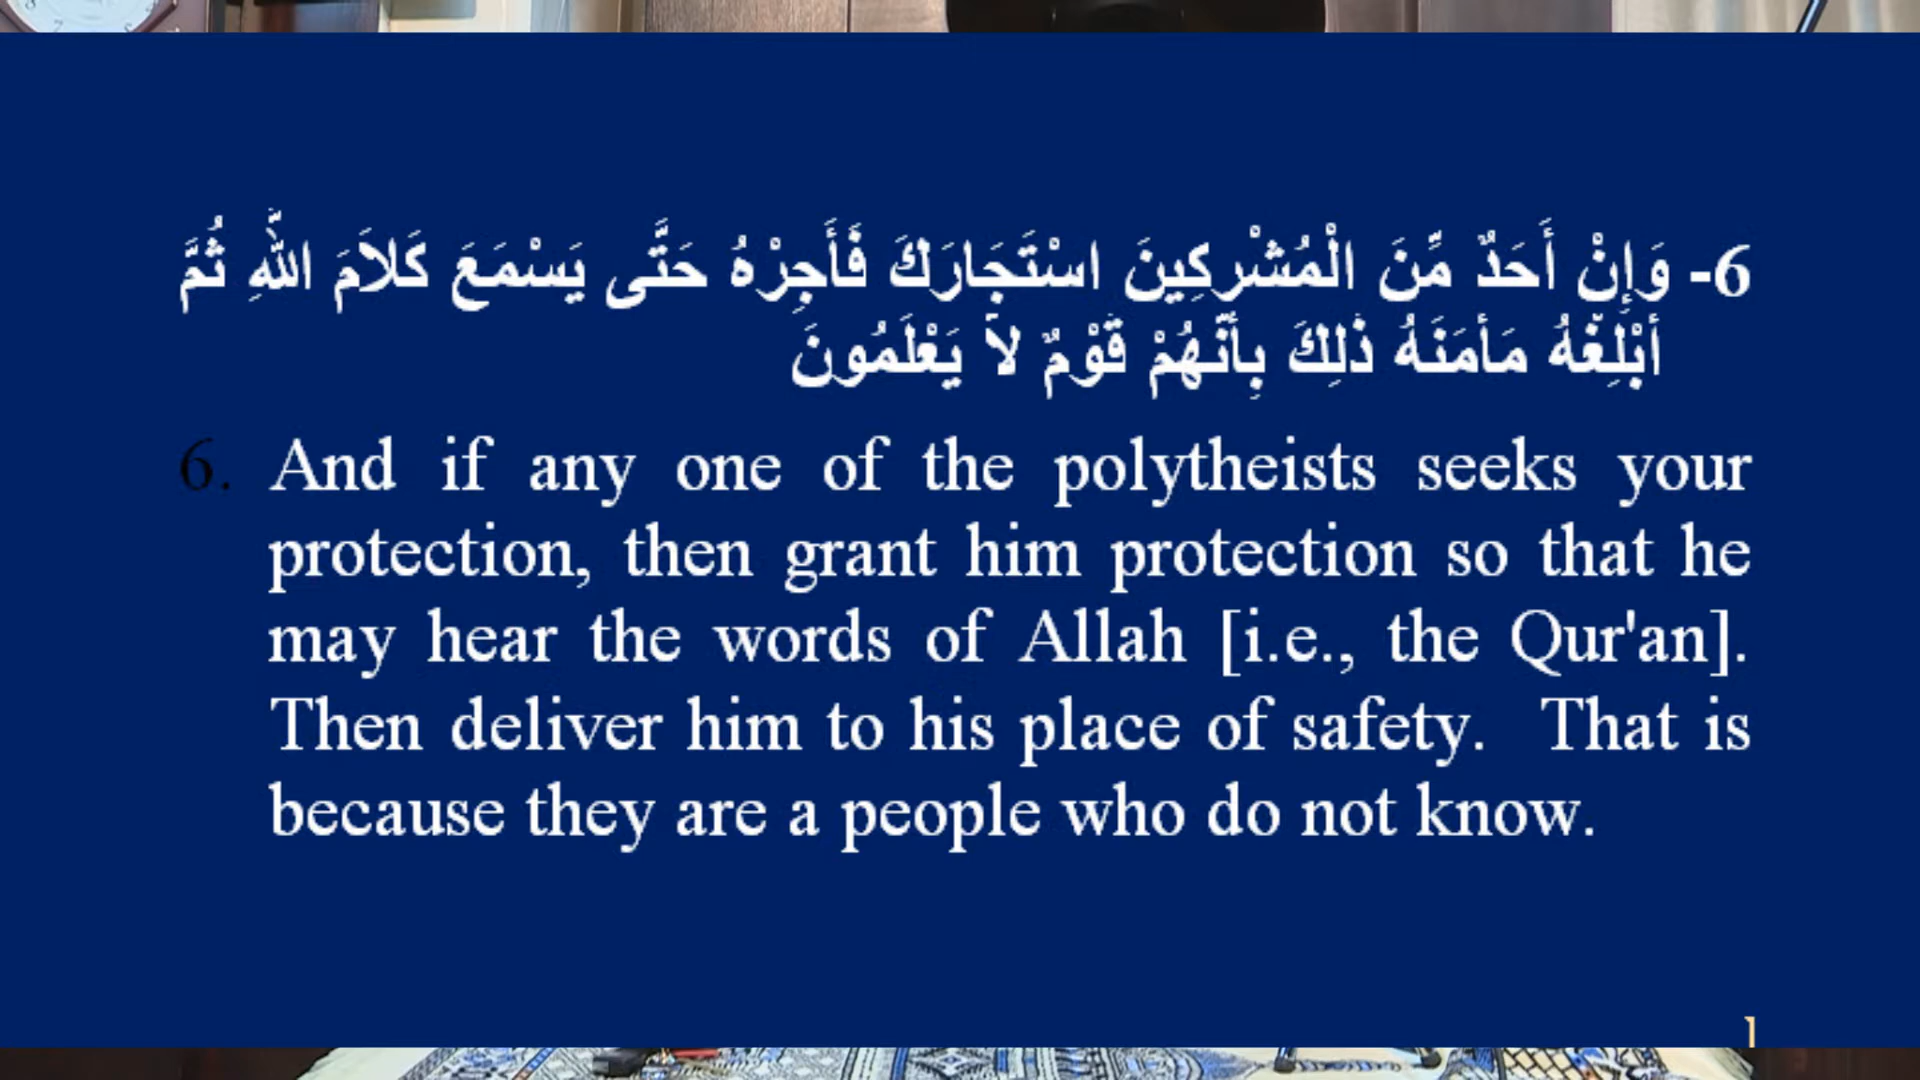 6- وَإِنْ أَحَدٌ مِّنَ الْمُشْرِكِينَ اسْتَجَارَكَ فَأَجِرْهُ حَتَّى يَسْمَعَ كَلاَمَ اللَّهِ ثُمَّ
أَبْلِغْهُ مَأْمَنَهُ ذَلِكَ بِأَنَّهُمْ قَوْمٌ لاَ يَعْلَمُونَ
6. And if any one of the polytheists seeks your
protection, then grant him protection so that he
may hear the words of Allah [i.e., the Qur'an].
Then deliver him to his place of safety. That is
because they are a people who do not know.
1